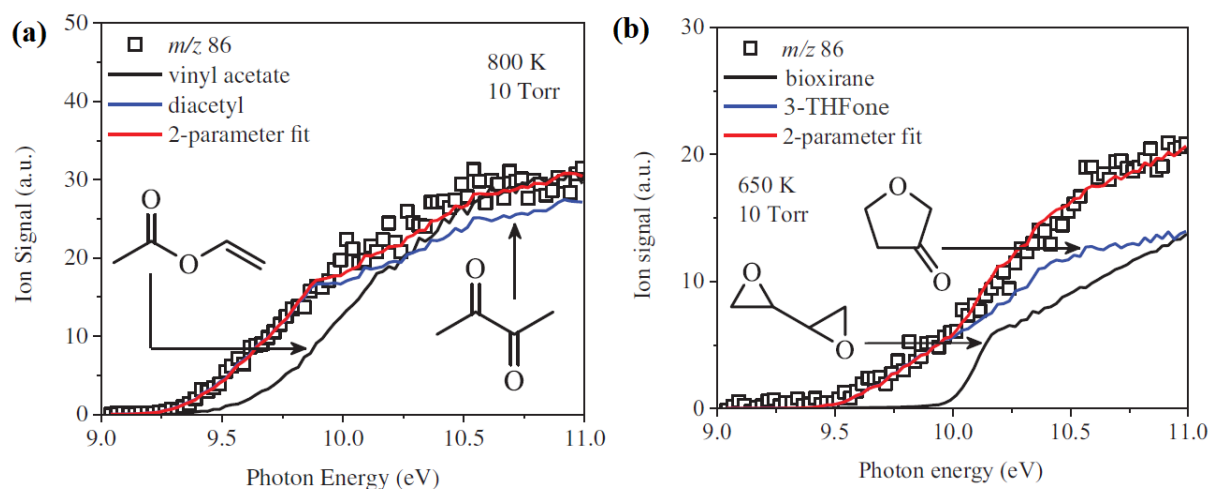 (a)
50
40
30
20
10
0
Ion Signal (a.u.)
m/z 86
vinyl acetate
diacetyl
2-parameter fit
800 K
10 Torr
O
O
O
O
9.0 9.5 10.0 10.5 11.0
Photon Energy (eV)
(b)
30
20
10
0
Ion signal (a.u.)
m/z 86
bioxirane
3-THFone
2-parameter fit
650 K
10 Torr
O
O
O
O
9.0 9.5 10.0 10.5 11.0
Photon energy (eV)